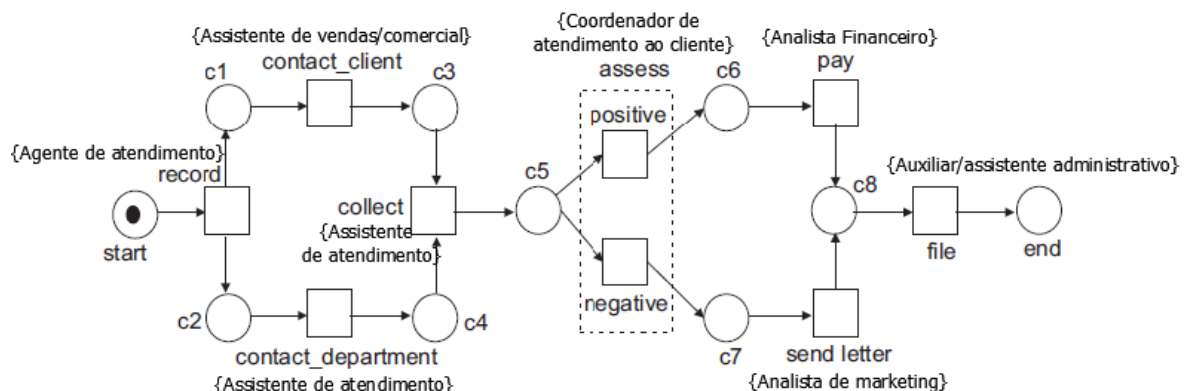 {Assistente de vendas/comercial}
contact_client
c1
c3
{Agente de atendimento}
record
start
collect
{Assistente
de atendimento}
c2
c4
contact_department
{Assistente de atendimento}
{Coordenador de
atendimento ao cliente}
assess
positive
c5
negative
c6
{Analista Financeiro}
pay
c8
{Auxiliar/assistente administrativo}
file
end
c7
send letter
{Analista de marketing}